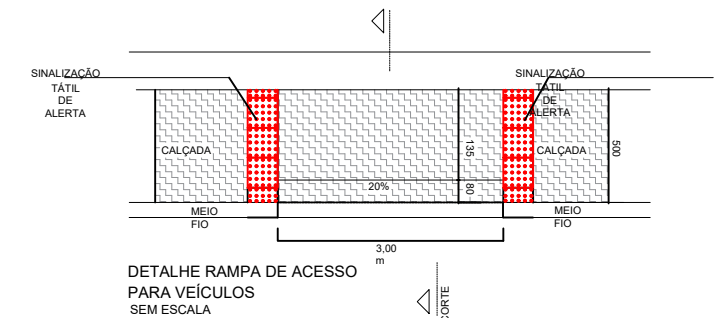 SINALIZAÇÃO
TÁTIL
DE
ALERTA
SINALIZAÇÃO
TÁTIL
DE
ALERTA
CALÇADA
135
CALÇADA
500
20%
80
MEIO
FIO
MEIO
FIO
3,00
m
DETALHE RAMPA DE ACESSO
PARA VEÍCULOS
SEM ESCALA
CORTE